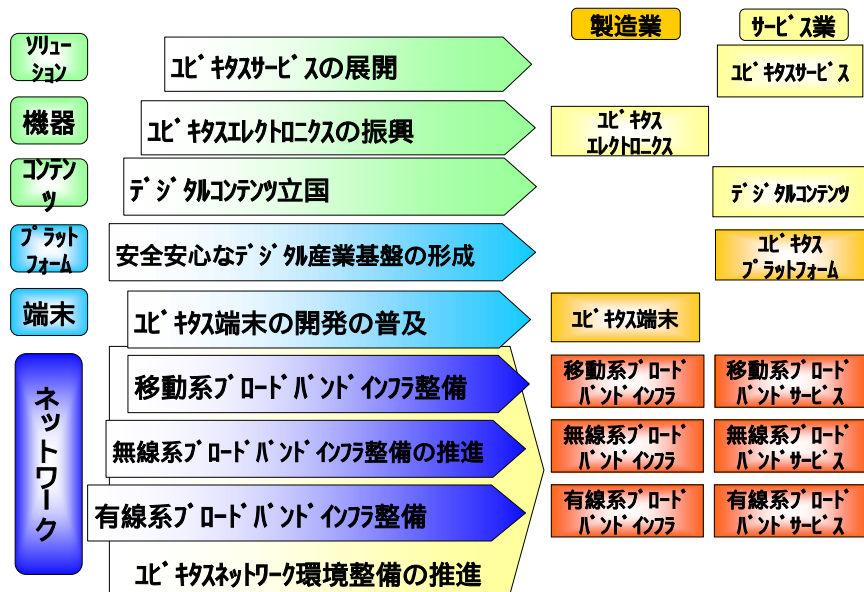 製造業
サービス業
ソリュー
ション
ユビキタスサービスの展開
ユビキタスサービス
機器
ユビキタスエレクトロニクスの振興
ユビキタス
エレクトロニクス
コンテン
ツ
デジタルコンテンツ立国
デジタルコンテンツ
プラット
フォーム
安全安心なデジタル産業基盤の形成
ユビキタス
プラットフォーム
端末
ユビキタス端末の開発の普及
ユビキタス端末
ネットワーク
移動系ブロードバンドインフラ整備
移動系ブロード
バンドインフラ
移動系ブロード
バンドサービス
無線系ブロードバンドインフラ整備の推進
無線系ブロード
バンドインフラ
無線系ブロード
バンドサービス
有線系ブロードバンドインフラ整備
有線系ブロード
バンドインフラ
有線系ブロード
バンドサービス
ユビキタスネットワーク環境整備の推進